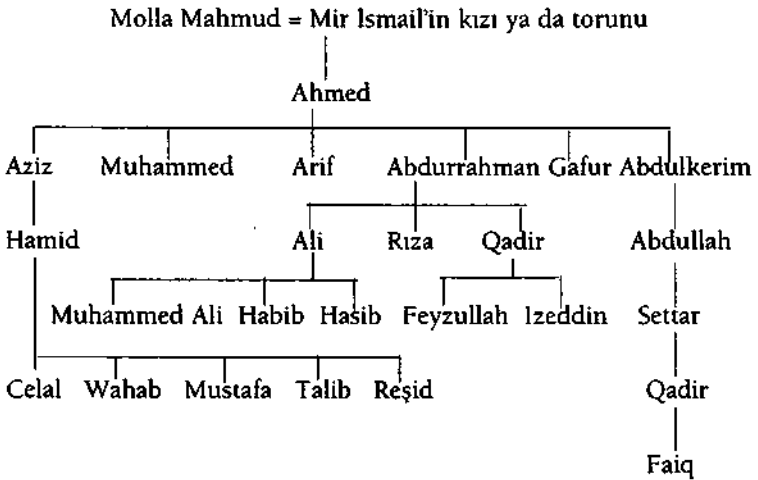 Molla Mahmud = Mir Ismail'in kızı ya da torunu
Ahmed
Aziz Muhammed Arif Abdurrahman Gafur Abdulkerim
Hamid Ali Rıza Qadir Abdullah
Muhammed Ali Habib Hasib Feyzullah Izeddin Settar
Celal Wahab Mustafa Talib Reşid Qadir
Faiq